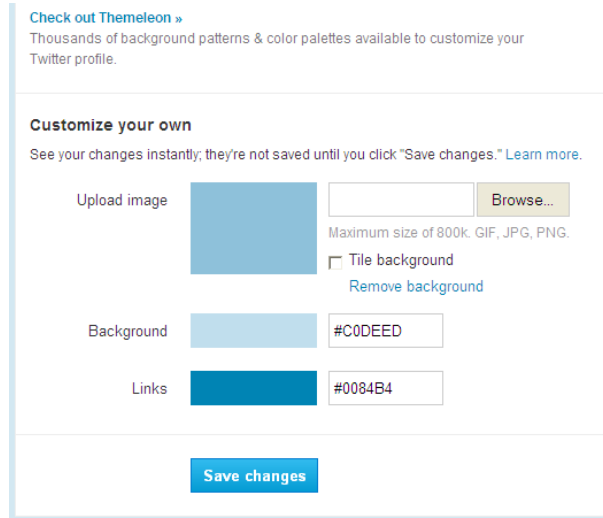 Check out Themeleon »
Thousands of background patterns & color palettes available to customize your
Twitter profile.
Customize your own
See your changes instantly; they're not saved until you click "Save changes." Learn more.
Upload image
Browse...
Maximum size of 800k. GIF, JPG, PNG.
Tile background
Remove background
Background #C0DEED
Links #0084B4
Save changes